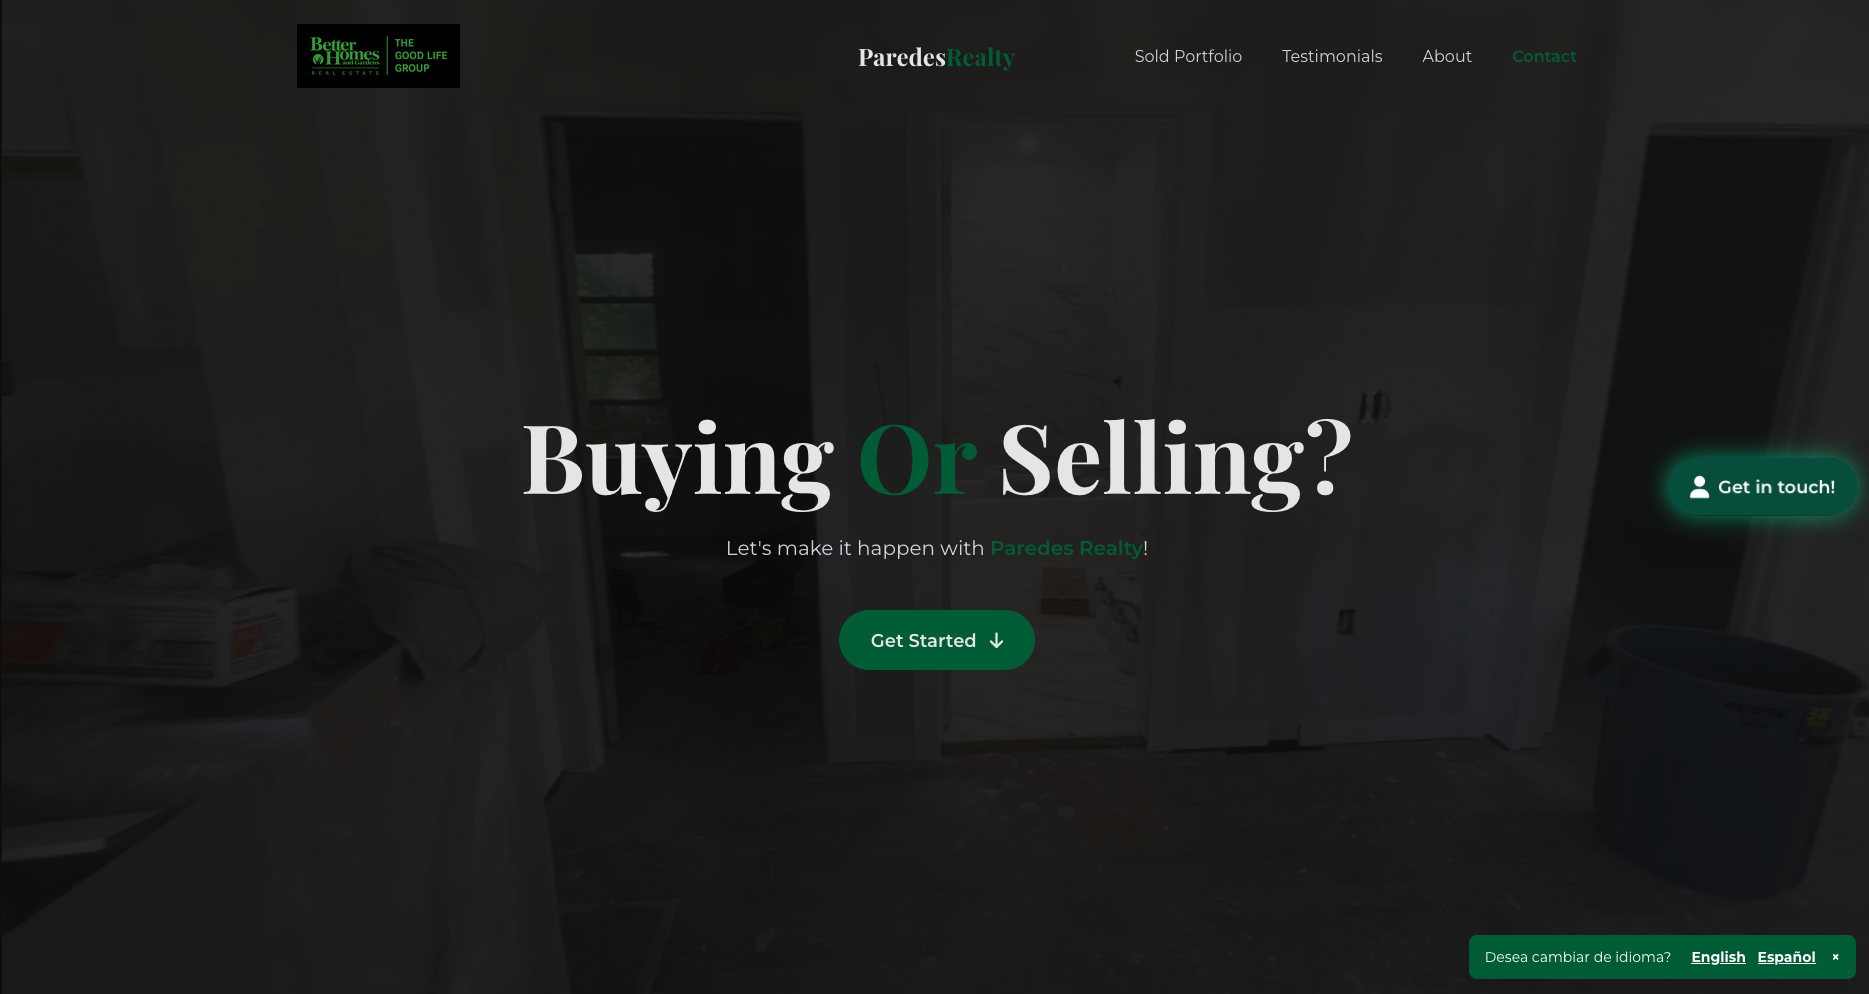 Better
Homes
and Gardens
REAL ESTATE
THE
GOOD LIFE
GROUP
ParedesRealty
Sold Portfolio
Testimonials
About
Contact
Buying Or Selling?
Let's make it happen with Paredes Realty!
Get Started
Get in touch!
Desea cambiar de idioma? English Español ×